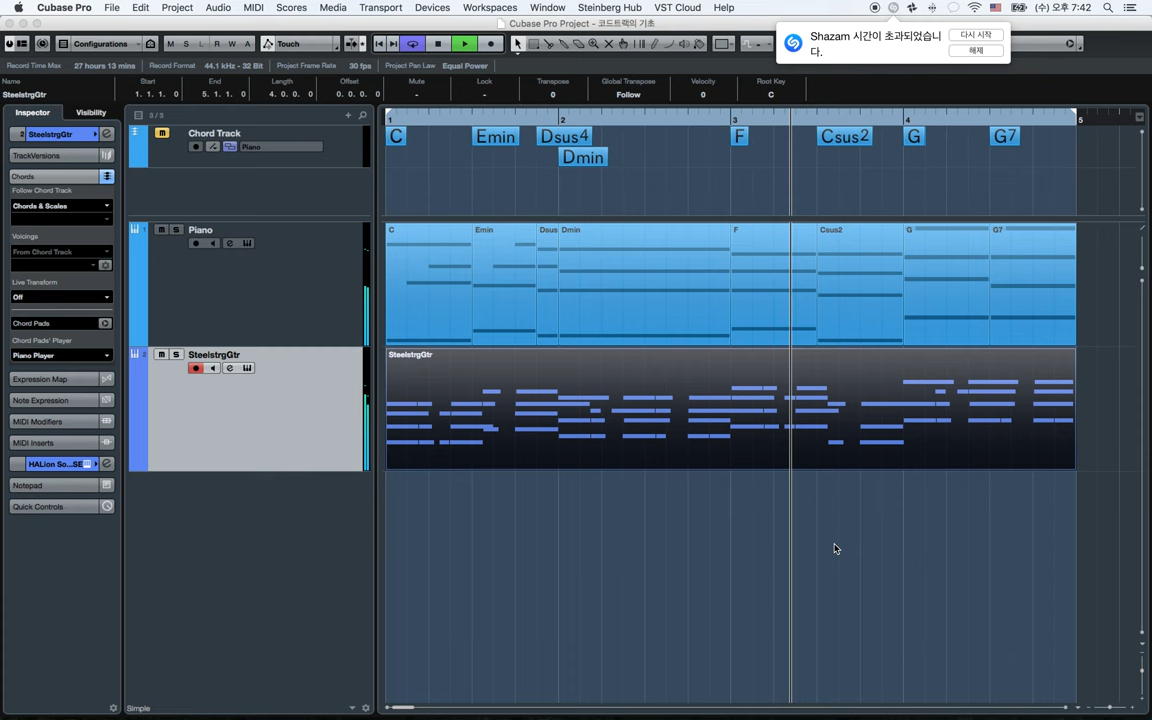 Cubase Pro File Edit Project Audio MIDI Scores Media Transport Devices Workspaces Window Steinberg Hub VST Cloud Help (수) 오후 7:42
Cubase Pro Project - 코드트랙의 기초
Shazam 시간이 초과되었습니
다.
다시 시작
해제
Configurations M S L R W A Touch
Record Time Max 27 hours 13 mins Record Format 44.1 kHz - 32 Bit Project Frame Rate 30 fps Project Pan Law Equal Power
Name Start End Length Offset Mute Lock Transpose Global Transpose Velocity Root Key
SteelstrgGtr 1. 1. 1. 0 5. 1. 1. 0 4. 0. 0. 0 0. 0. 0. 0 - - 0 Follow 0 C
Inspector Visibility 3 / 3
1 2 3 4 5
2 SteelstrgGtr
TrackVersions
Chords
Follow Chord Track
Chords & Scales
Voicings
From Chord Track
Live Transform
Off
Chord Pads
Chord Pads' Player
Piano Player
Expression Map
Note Expression
MIDI Modifiers
MIDI Inserts
HALion So...SE
Notepad
Quick Controls
m Chord Track
Piano
C Emin Dsus4 F Csus2 G G7
Dmin
1 m S Piano
C Emin Dsus Dmin F Csus2 G G7
2 m S SteelstrgGtr
SteelstrgGtr
Simple